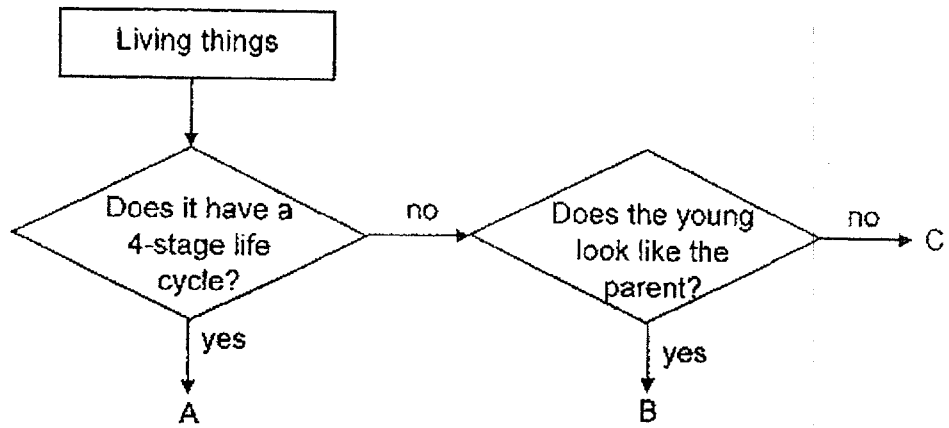 Living things
Does it have a
4-stage life
cycle?
no
Does the young
look like the
parent?
no
C
yes
yes
A
B